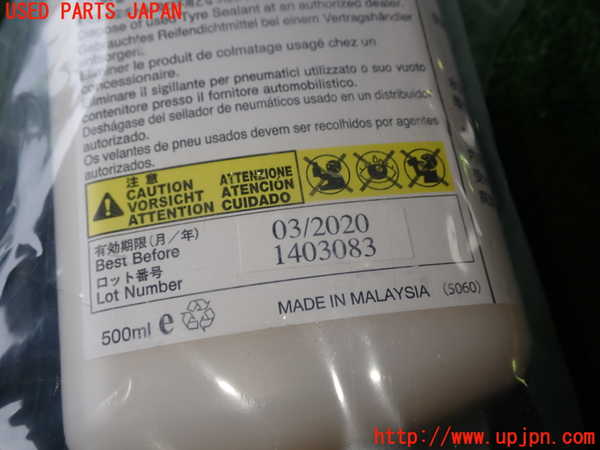 USED PARTS JAPAN
Dispose of used Tyre Sealant at an authorized dealer.
Gebrauchtes Reifendichtmittel bei einem Vertragshändler
entsorgen.
Eliminer le produit de colmatage usagé chez un
concessionnaire.
Eliminare il sigillante per pneumatici utilizzato o suo vuoto
contenitore presso il fornitore automobilistico.
Deshágase del sellador de neumáticos usado en un distribuidor
autorizado.
Os velantes de pneu usados devem ser recolhidos por agentes
autorizados.
注意
CAUTION
VORSICHT
ATTENTION
ATTENZIONE
ATENCIÓN
CUIDADO
有効期限(月/年)
Best Before
03/2020
ロット番号
Lot Number
1403083
500ml e
MADE IN MALAYSIA (5060)
http://www.upjpn.com/